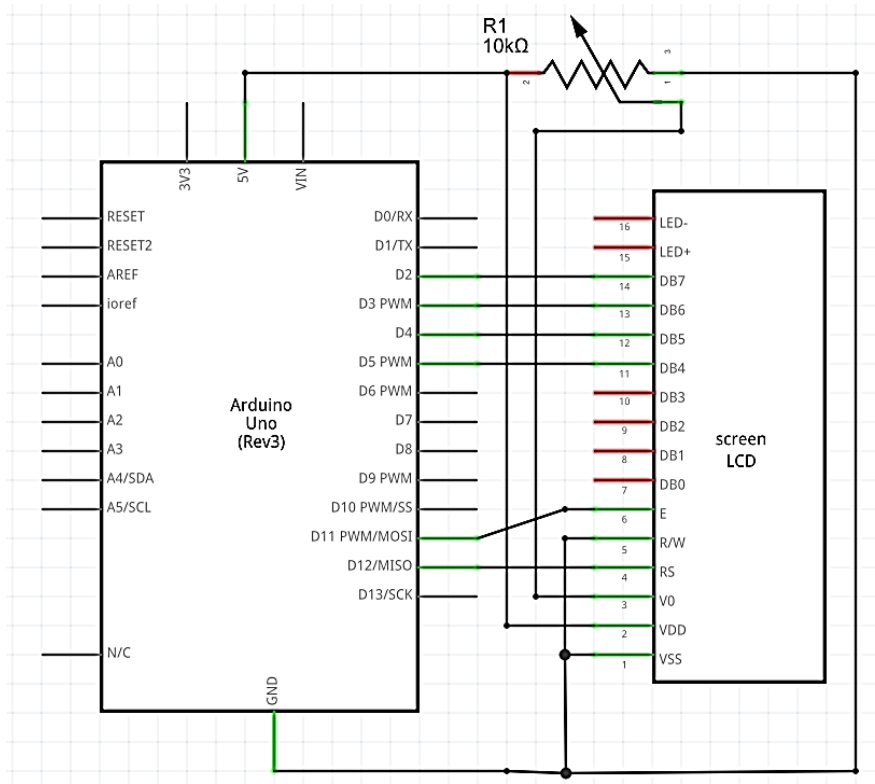 R1
10kΩ
2
3
1
3V3
5V
VIN
RESET
RESET2
AREF
ioref
A0
A1
A2
A3
A4/SDA
A5/SCL
N/C
Arduino
Uno
(Rev3)
D0/RX
D1/TX
D2
D3 PWM
D4
D5 PWM
D6 PWM
D7
D8
D9 PWM
D10 PWM/SS
D11 PWM/MOSI
D12/MISO
D13/SCK
GND
16 LED-
15 LED+
14 DB7
13 DB6
12 DB5
11 DB4
10 DB3
9 DB2
8 DB1
7 DB0
6 E
5 R/W
4 RS
3 V0
2 VDD
1 VSS
screen
LCD